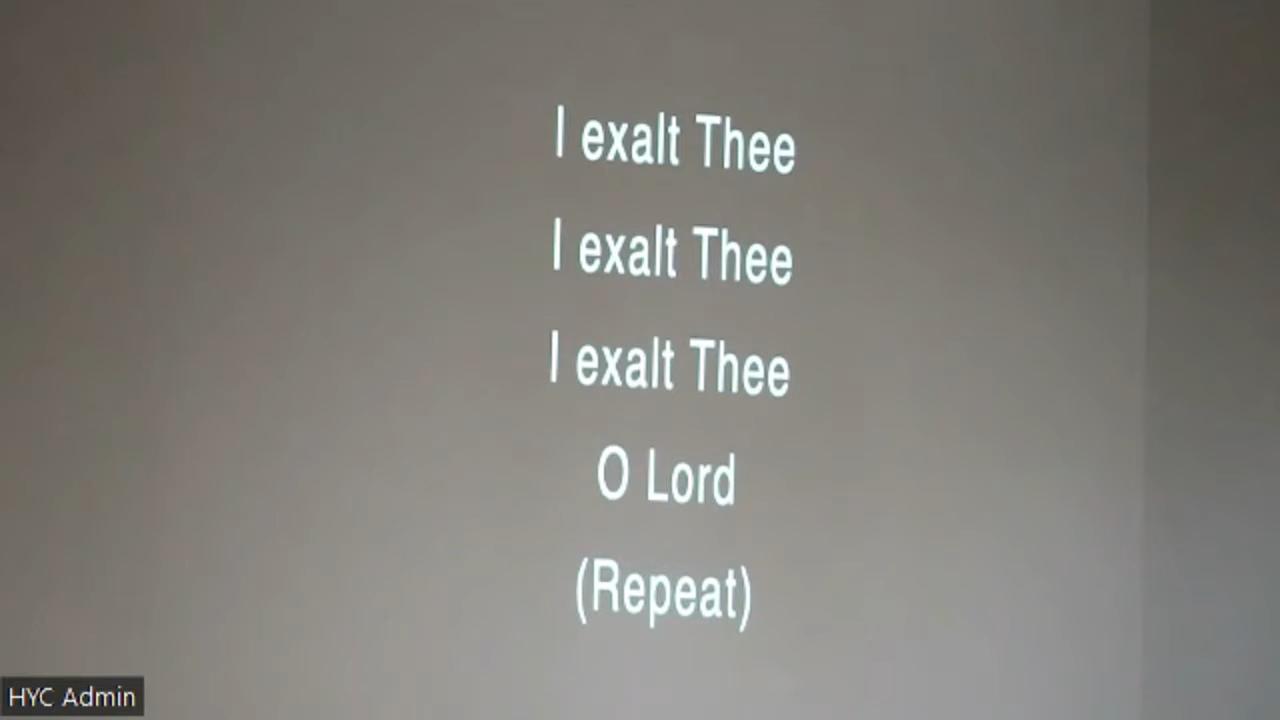 I exalt Thee
I exalt Thee
I exalt Thee
O Lord
(Repeat)
HYC Admin